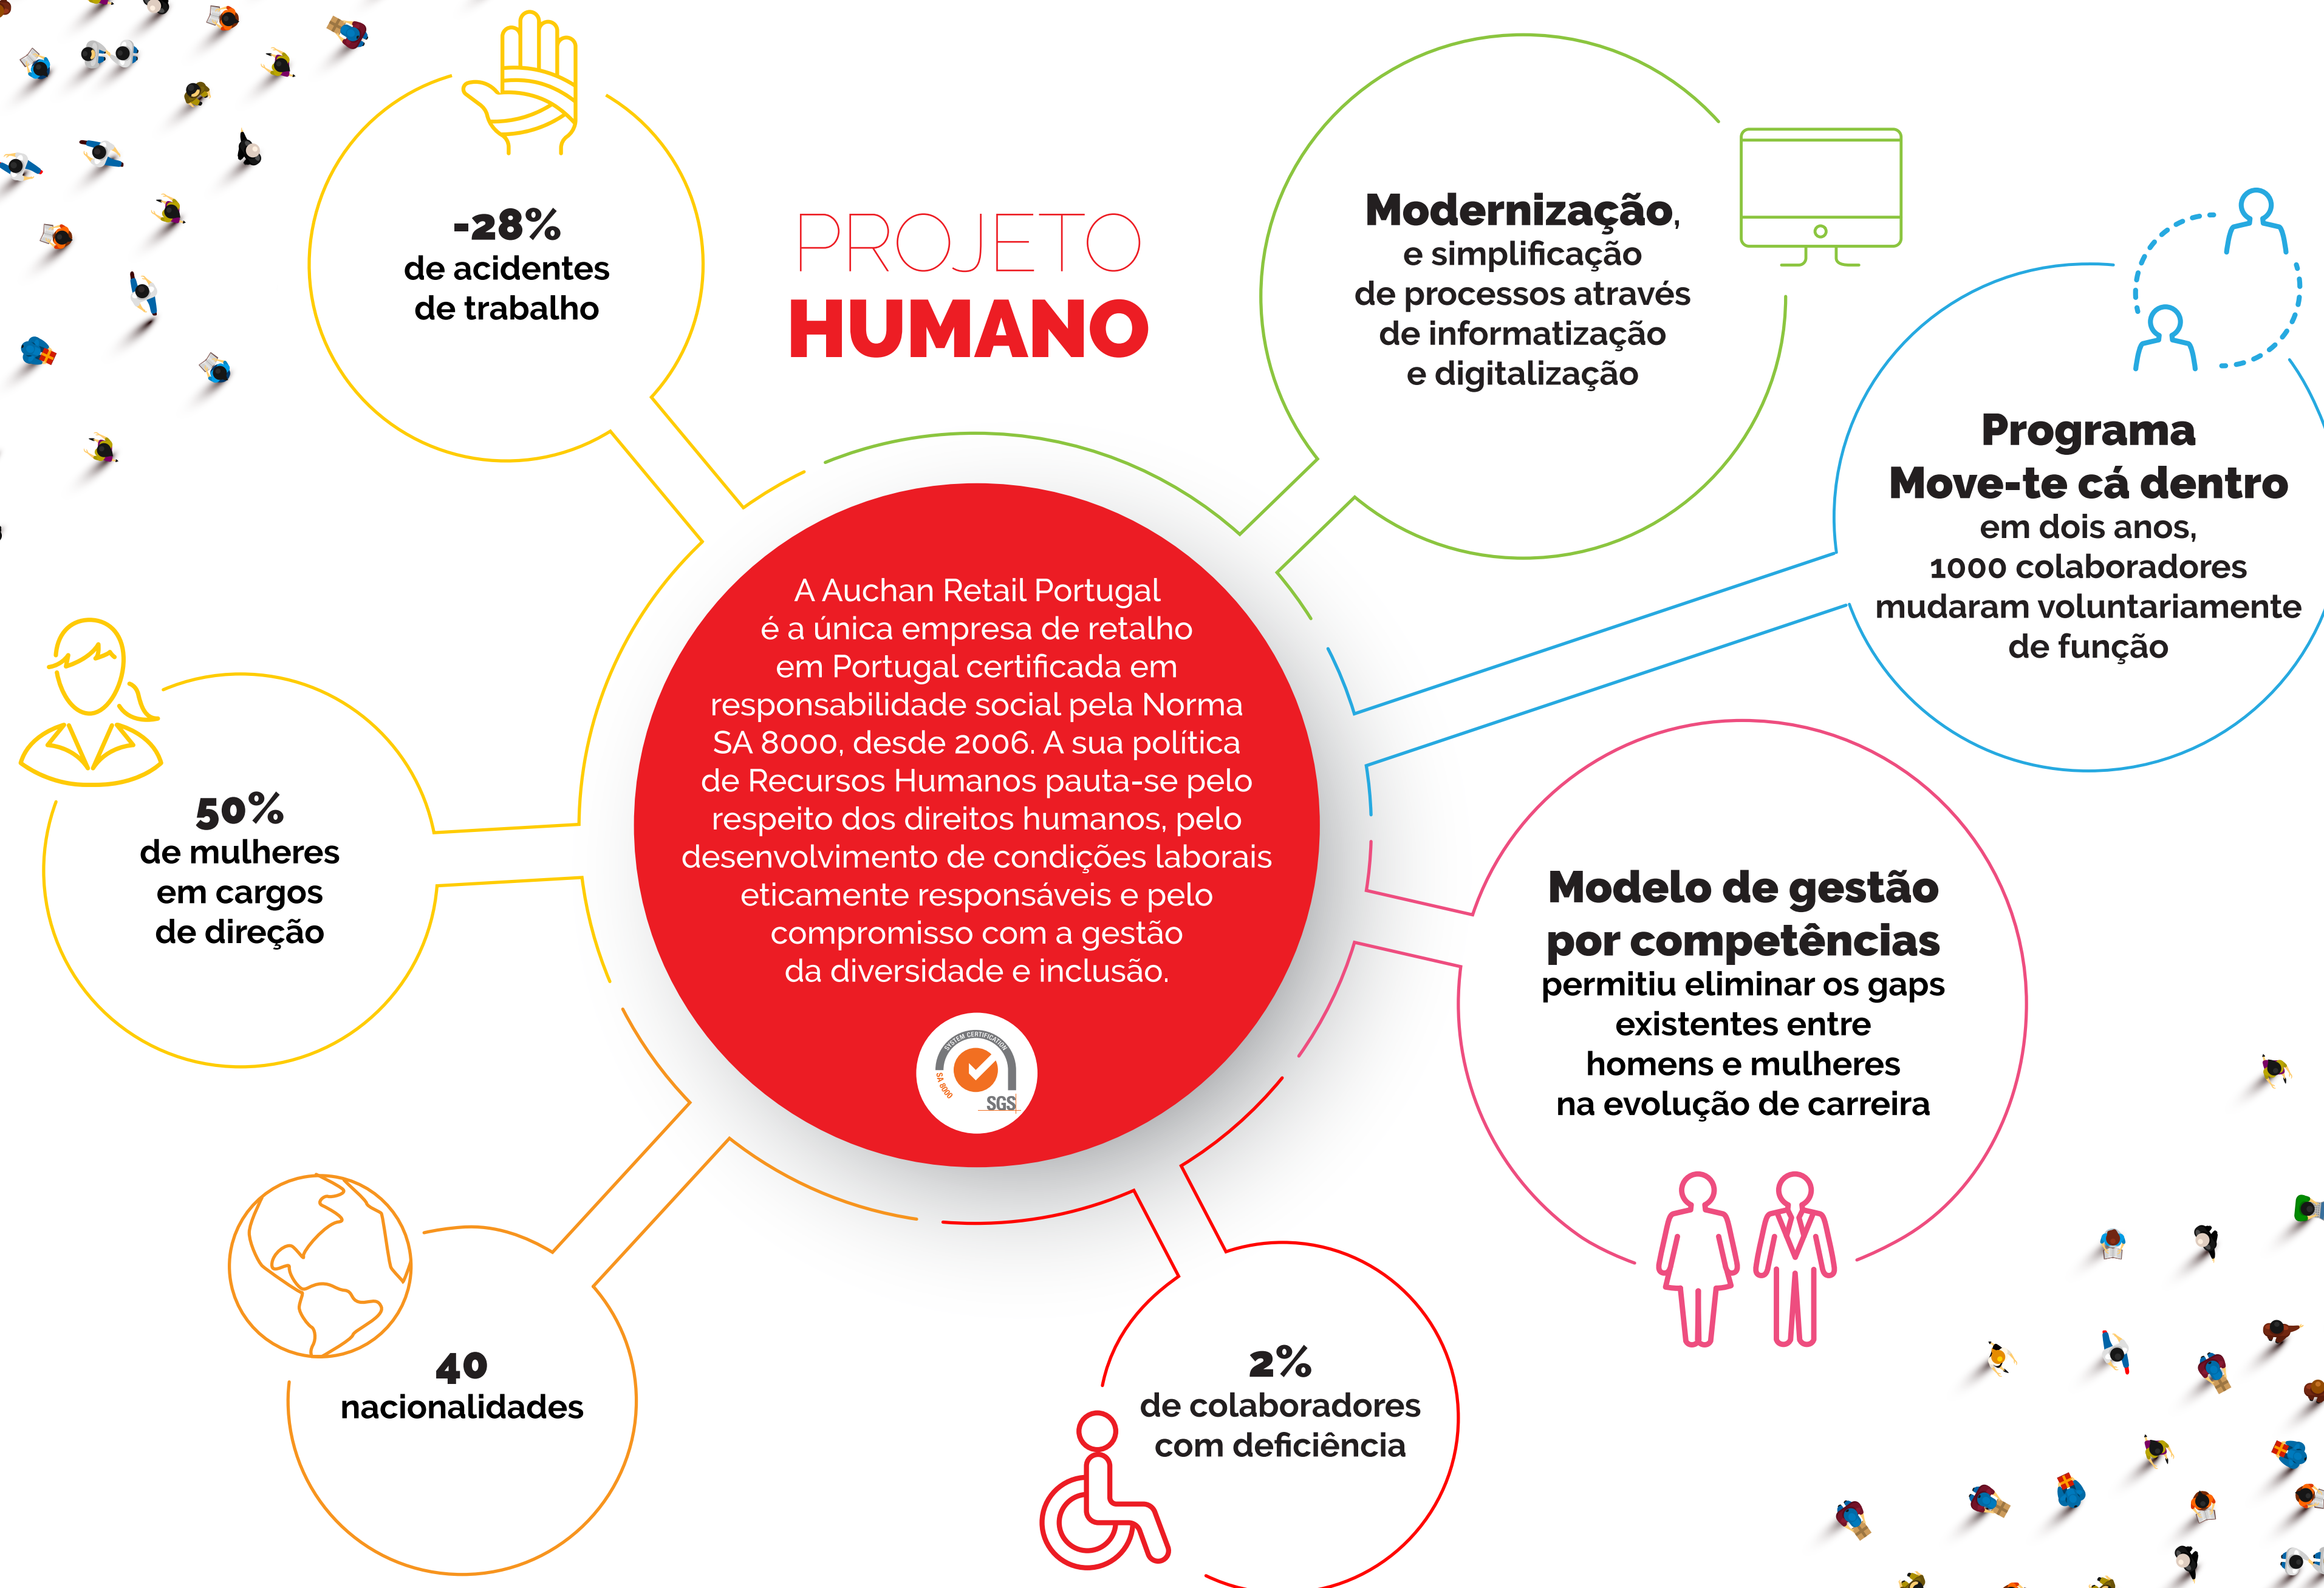 PROJETO
HUMANO
-28%
de acidentes
de trabalho
Modernização,
e simplificação
de processos através
de informatização
e digitalização
Programa
Move-te cá dentro
em dois anos,
1000 colaboradores
mudaram voluntariamente
de função
A Auchan Retail Portugal
é a única empresa de retalho
em Portugal certificada em
responsabilidade social pela Norma
SA 8000, desde 2006. A sua política
de Recursos Humanos pauta-se pelo
respeito dos direitos humanos, pelo
desenvolvimento de condições laborais
eticamente responsáveis e pelo
compromisso com a gestão
da diversidade e inclusão.
SYSTEM CERTIFICATION
SA 8000
SGS
50%
de mulheres
em cargos
de direção
Modelo de gestão
por competências
permitiu eliminar os gaps
existentes entre
homens e mulheres
na evolução de carreira
40
nacionalidades
2%
de colaboradores
com deficiência